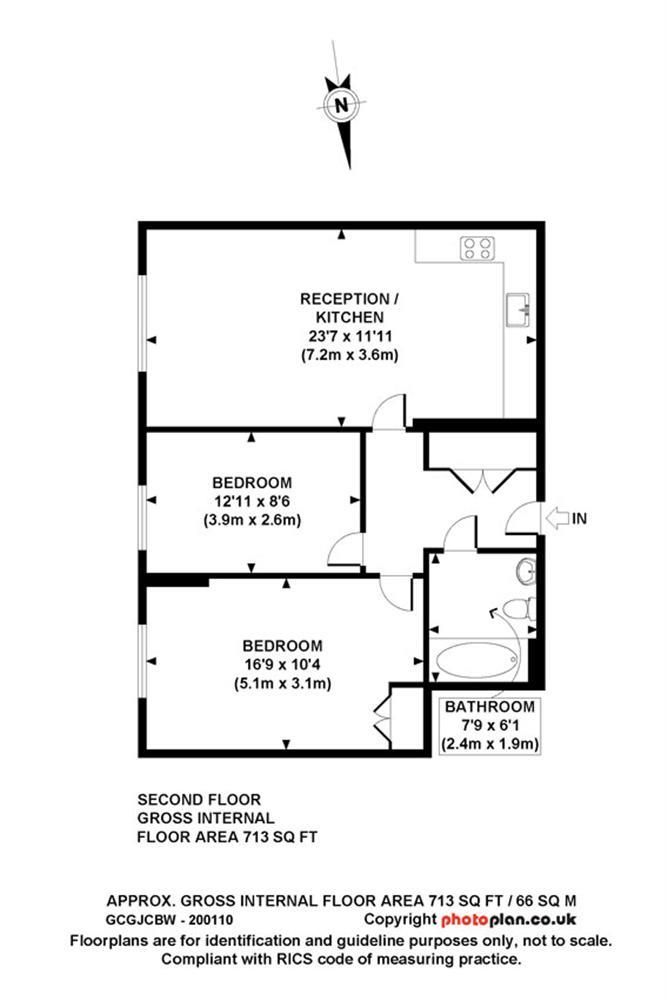 N
RECEPTION /
KITCHEN
23'7 x 11'11
(7.2m x 3.6m)
BEDROOM
12'11 x 8'6
(3.9m x 2.6m)
IN
BEDROOM
16'9 x 10'4
(5.1m x 3.1m)
BATHROOM
7'9 x 6'1
(2.4m x 1.9m)
SECOND FLOOR
GROSS INTERNAL
FLOOR AREA 713 SQ FT
APPROX. GROSS INTERNAL FLOOR AREA 713 SQ FT / 66 SQ M
GCGJCBW - 200110 Copyright photoplan.co.uk
Floorplans are for identification and guideline purposes only, not to scale.
Compliant with RICS code of measuring practice.